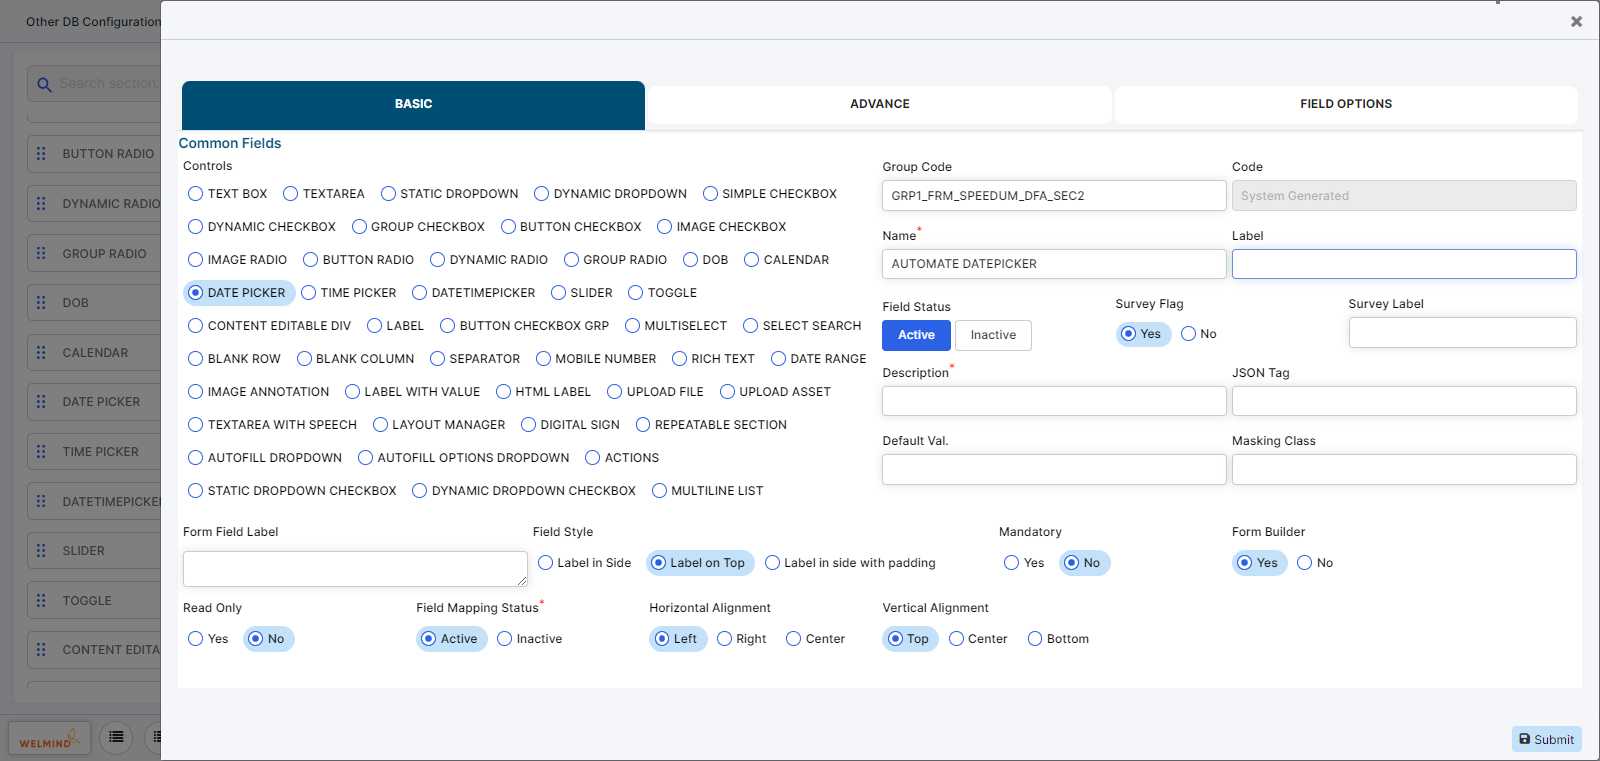 Other DB Configuration
Search section
BUTTON RADIO
DYNAMIC RADIO
GROUP RADIO
DOB
CALENDAR
DATE PICKER
TIME PICKER
DATETIMEPICKE
SLIDER
TOGGLE
CONTENT EDITA
WELMIND
BASIC ADVANCE FIELD OPTIONS
Common Fields
Controls
TEXT BOX TEXTAREA STATIC DROPDOWN DYNAMIC DROPDOWN SIMPLE CHECKBOX
DYNAMIC CHECKBOX GROUP CHECKBOX BUTTON CHECKBOX IMAGE CHECKBOX
IMAGE RADIO BUTTON RADIO DYNAMIC RADIO GROUP RADIO DOB CALENDAR
DATE PICKER TIME PICKER DATETIMEPICKER SLIDER TOGGLE
CONTENT EDITABLE DIV LABEL BUTTON CHECKBOX GRP MULTISELECT SELECT SEARCH
BLANK ROW BLANK COLUMN SEPARATOR MOBILE NUMBER RICH TEXT DATE RANGE
IMAGE ANNOTATION LABEL WITH VALUE HTML LABEL UPLOAD FILE UPLOAD ASSET
TEXTAREA WITH SPEECH LAYOUT MANAGER DIGITAL SIGN REPEATABLE SECTION
AUTOFILL DROPDOWN AUTOFILL OPTIONS DROPDOWN ACTIONS
STATIC DROPDOWN CHECKBOX DYNAMIC DROPDOWN CHECKBOX MULTILINE LIST
Group Code Code
GRP1_FRM_SPEEDUM_DFA_SEC2 System Generated
Name* Label
AUTOMATE DATEPICKER
Field Status Survey Flag Survey Label
Active Inactive Yes No
Description* JSON Tag
Default Val. Masking Class
Form Field Label Field Style Mandatory Form Builder
Label in Side Label on Top Label in side with padding Yes No Yes No
Read Only Field Mapping Status* Horizontal Alignment Vertical Alignment
Yes No Active Inactive Left Right Center Top Center Bottom
Submit